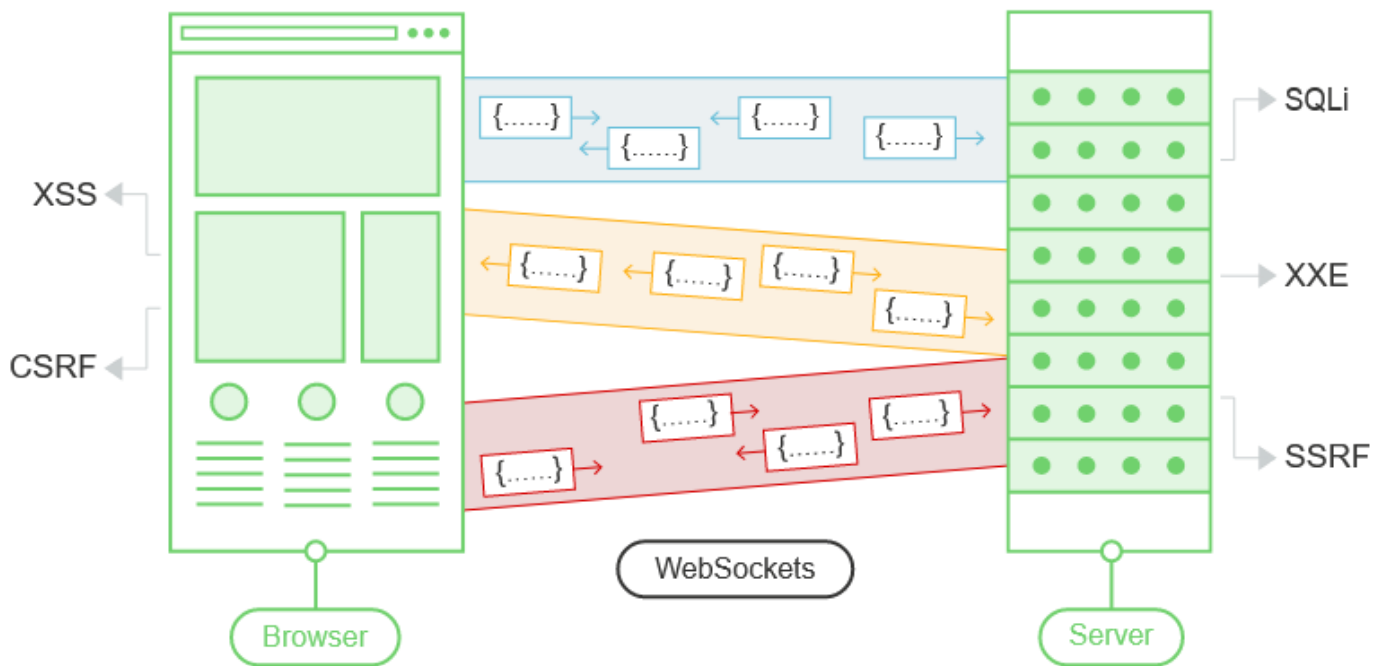 {......}
{......}
{......}
{......}
SQLi
XSS
{......}
{......}
{......}
{......}
XXE
CSRF
{......}
{......}
{......}
{......}
SSRF
WebSockets
Browser
Server